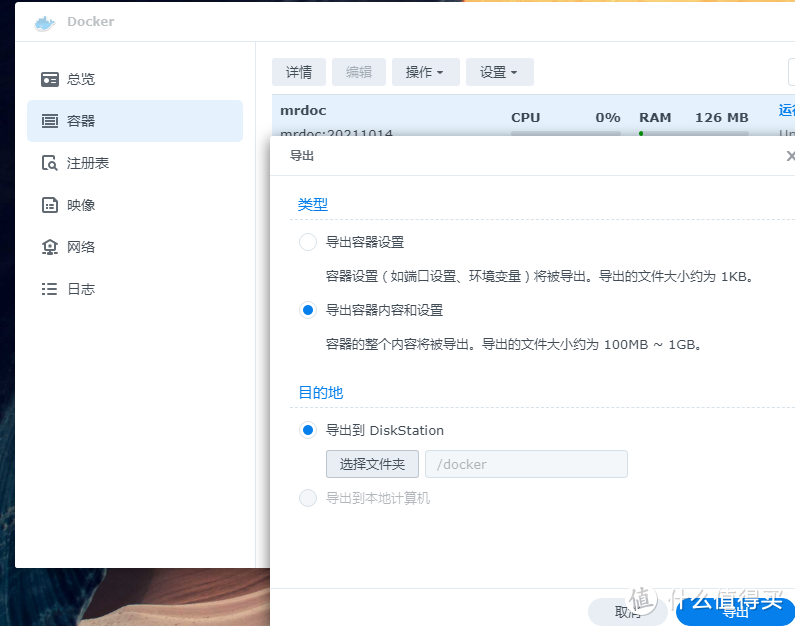 Docker
总览
容器
注册表
映像
网络
日志
详情 编辑 操作 设置
mrdoc CPU 0% RAM 126 MB
mrdoc:20211014
导出
类型
导出容器设置
容器设置 ( 如端口设置、环境变量 ) 将被导出。导出的文件大小约为 1KB。
导出容器内容和设置
容器的整个内容将被导出。导出的文件大小约为 100MB ~ 1GB。
目的地
导出到 DiskStation
选择文件夹 /docker
导出到本地计算机
取消 导出
值 什么值得买